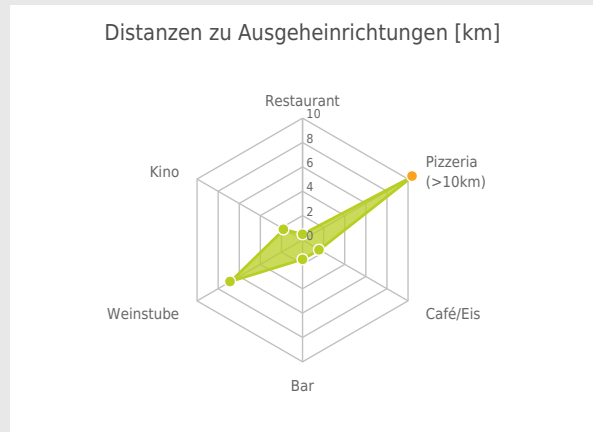 Distanzen zu Ausgeheinrichtungen [km]
Restaurant
10
8
6
4
2
0
Pizzeria
(>10km)
Café/Eis
Bar
Weinstube
Kino